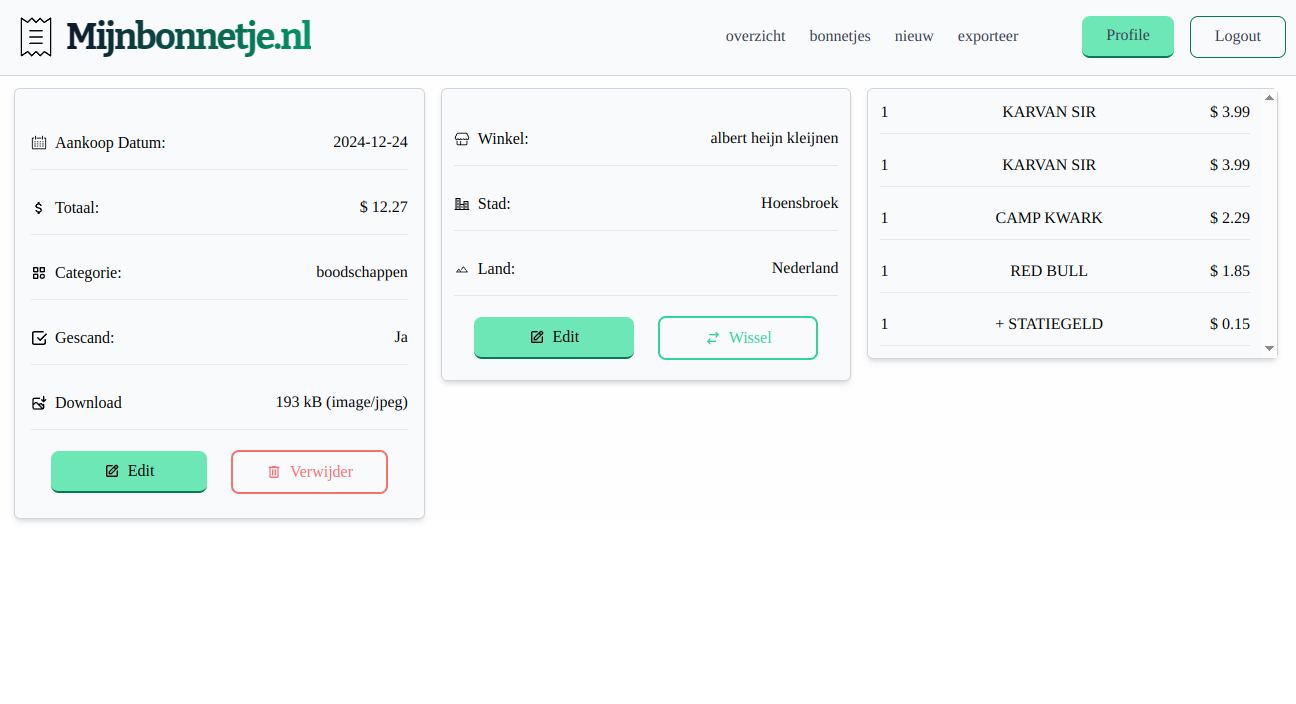 Mijnbonnetje.nl
overzicht bonnetjes nieuw exporteer Profile Logout
Aankoop Datum: 2024-12-24
Totaal: $ 12.27
Categorie: boodschappen
Gescand: Ja
Download 193 kB (image/jpeg)
Edit Verwijder
Winkel: albert heijn kleijnen
Stad: Hoensbroek
Land: Nederland
Edit Wissel
1 KARVAN SIR $ 3.99
1 KARVAN SIR $ 3.99
1 CAMP KWARK $ 2.29
1 RED BULL $ 1.85
1 + STATIEGELD $ 0.15